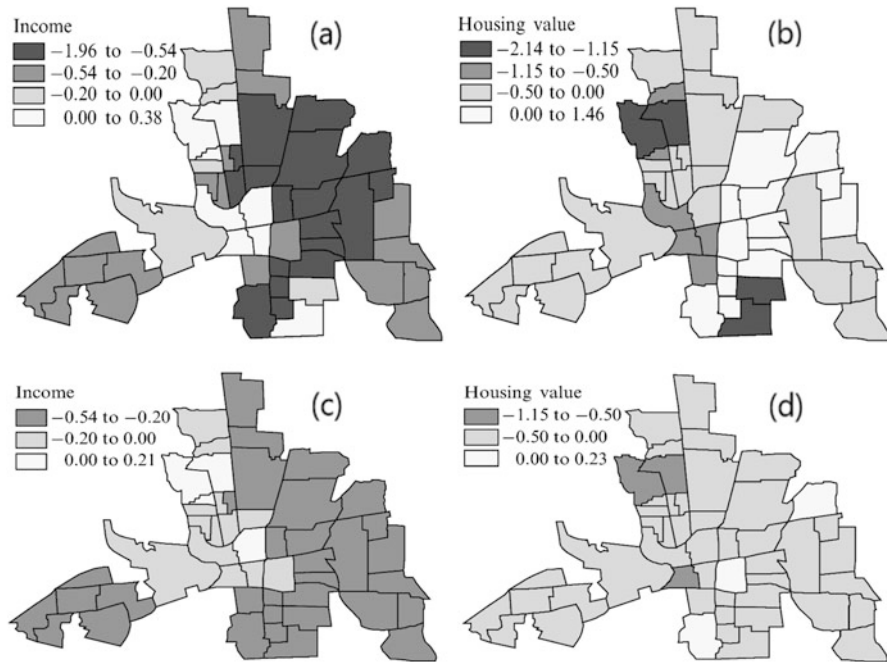 Income
(a)
−1.96 to −0.54
−0.54 to −0.20
−0.20 to 0.00
0.00 to 0.38
Housing value
(b)
−2.14 to −1.15
−1.15 to −0.50
−0.50 to 0.00
0.00 to 1.46
Income
(c)
−0.54 to −0.20
−0.20 to 0.00
0.00 to 0.21
Housing value
(d)
−1.15 to −0.50
−0.50 to 0.00
0.00 to 0.23